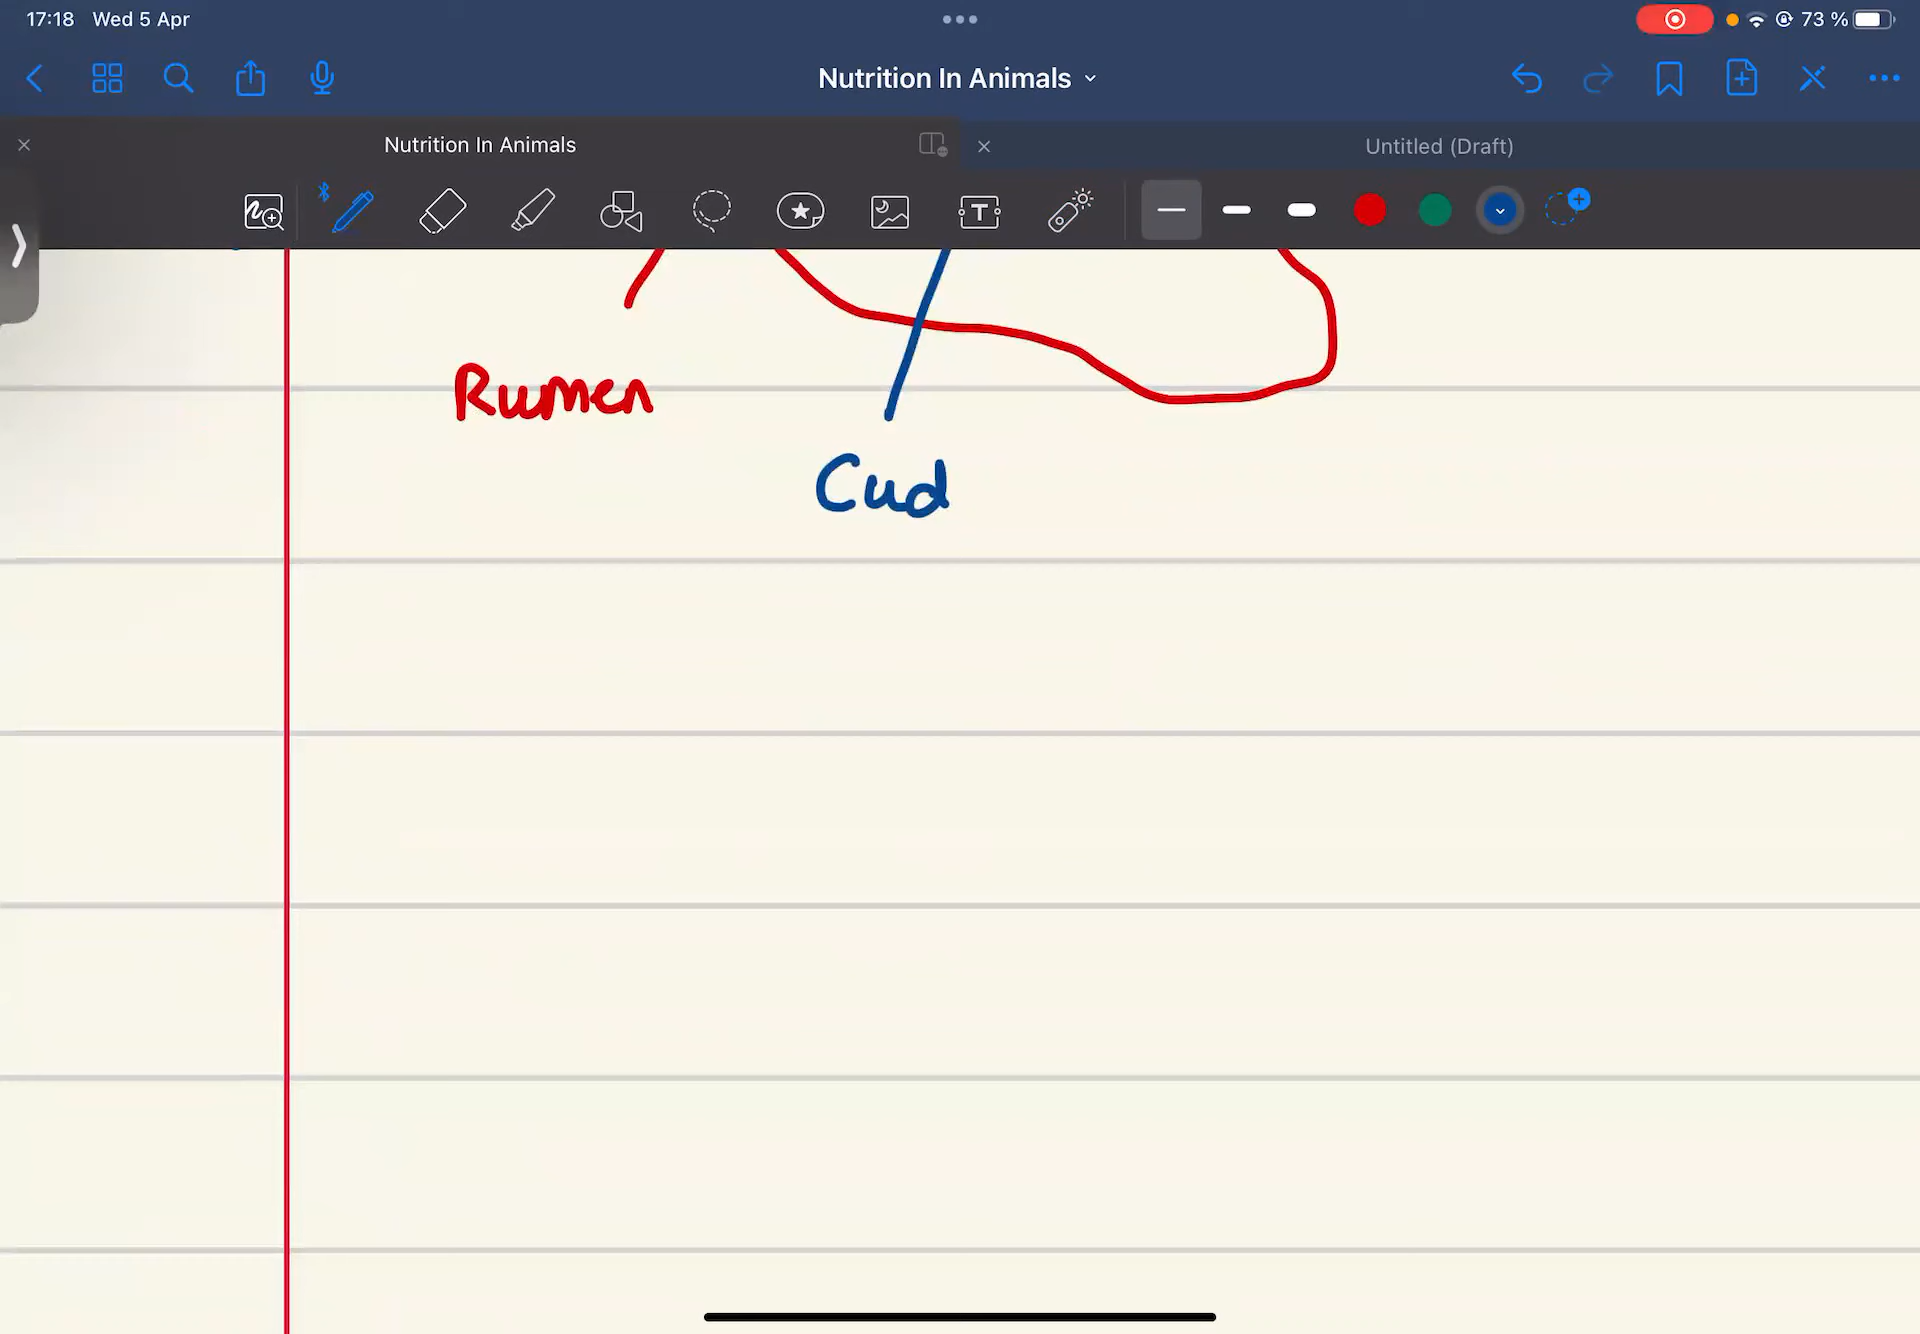 17:18 Wed 5 Apr
73 %
Nutrition In Animals
Nutrition In Animals
Untitled (Draft)
T
Rumen
Cud